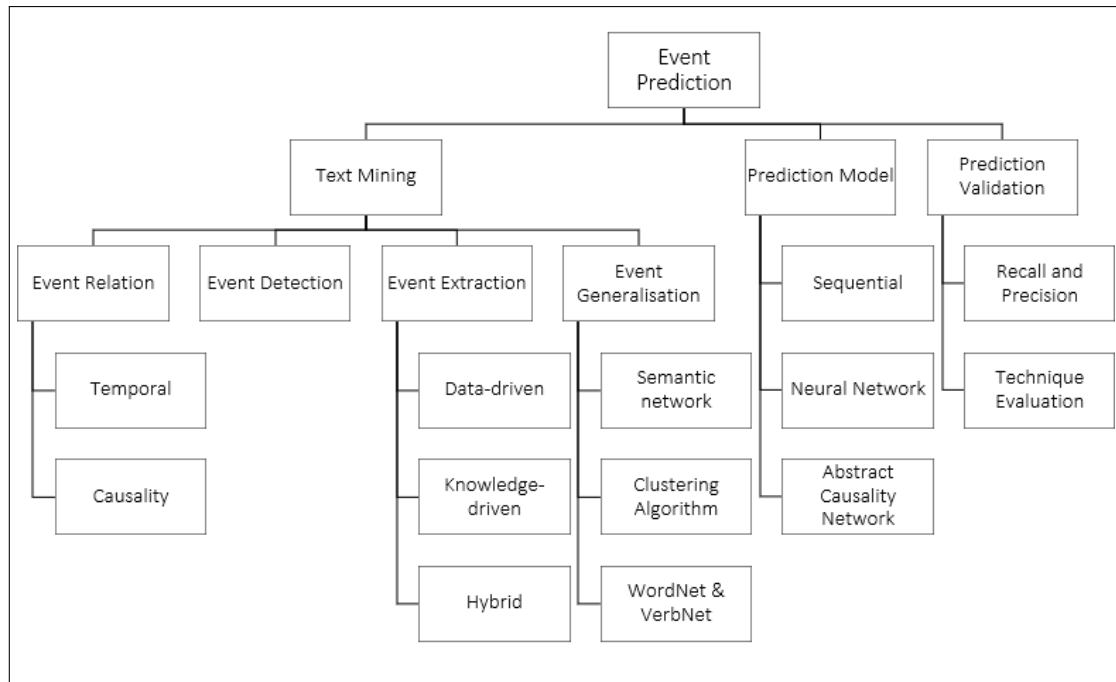 Event
Prediction
Text Mining
Prediction Model
Prediction
Validation
Event Relation
Event Detection
Event Extraction
Event
Generalisation
Sequential
Recall and
Precision
Temporal
Data-driven
Semantic
network
Neural Network
Technique
Evaluation
Causality
Knowledge-
driven
Clustering
Algorithm
Abstract
Causality
Network
Hybrid
WordNet &
VerbNet